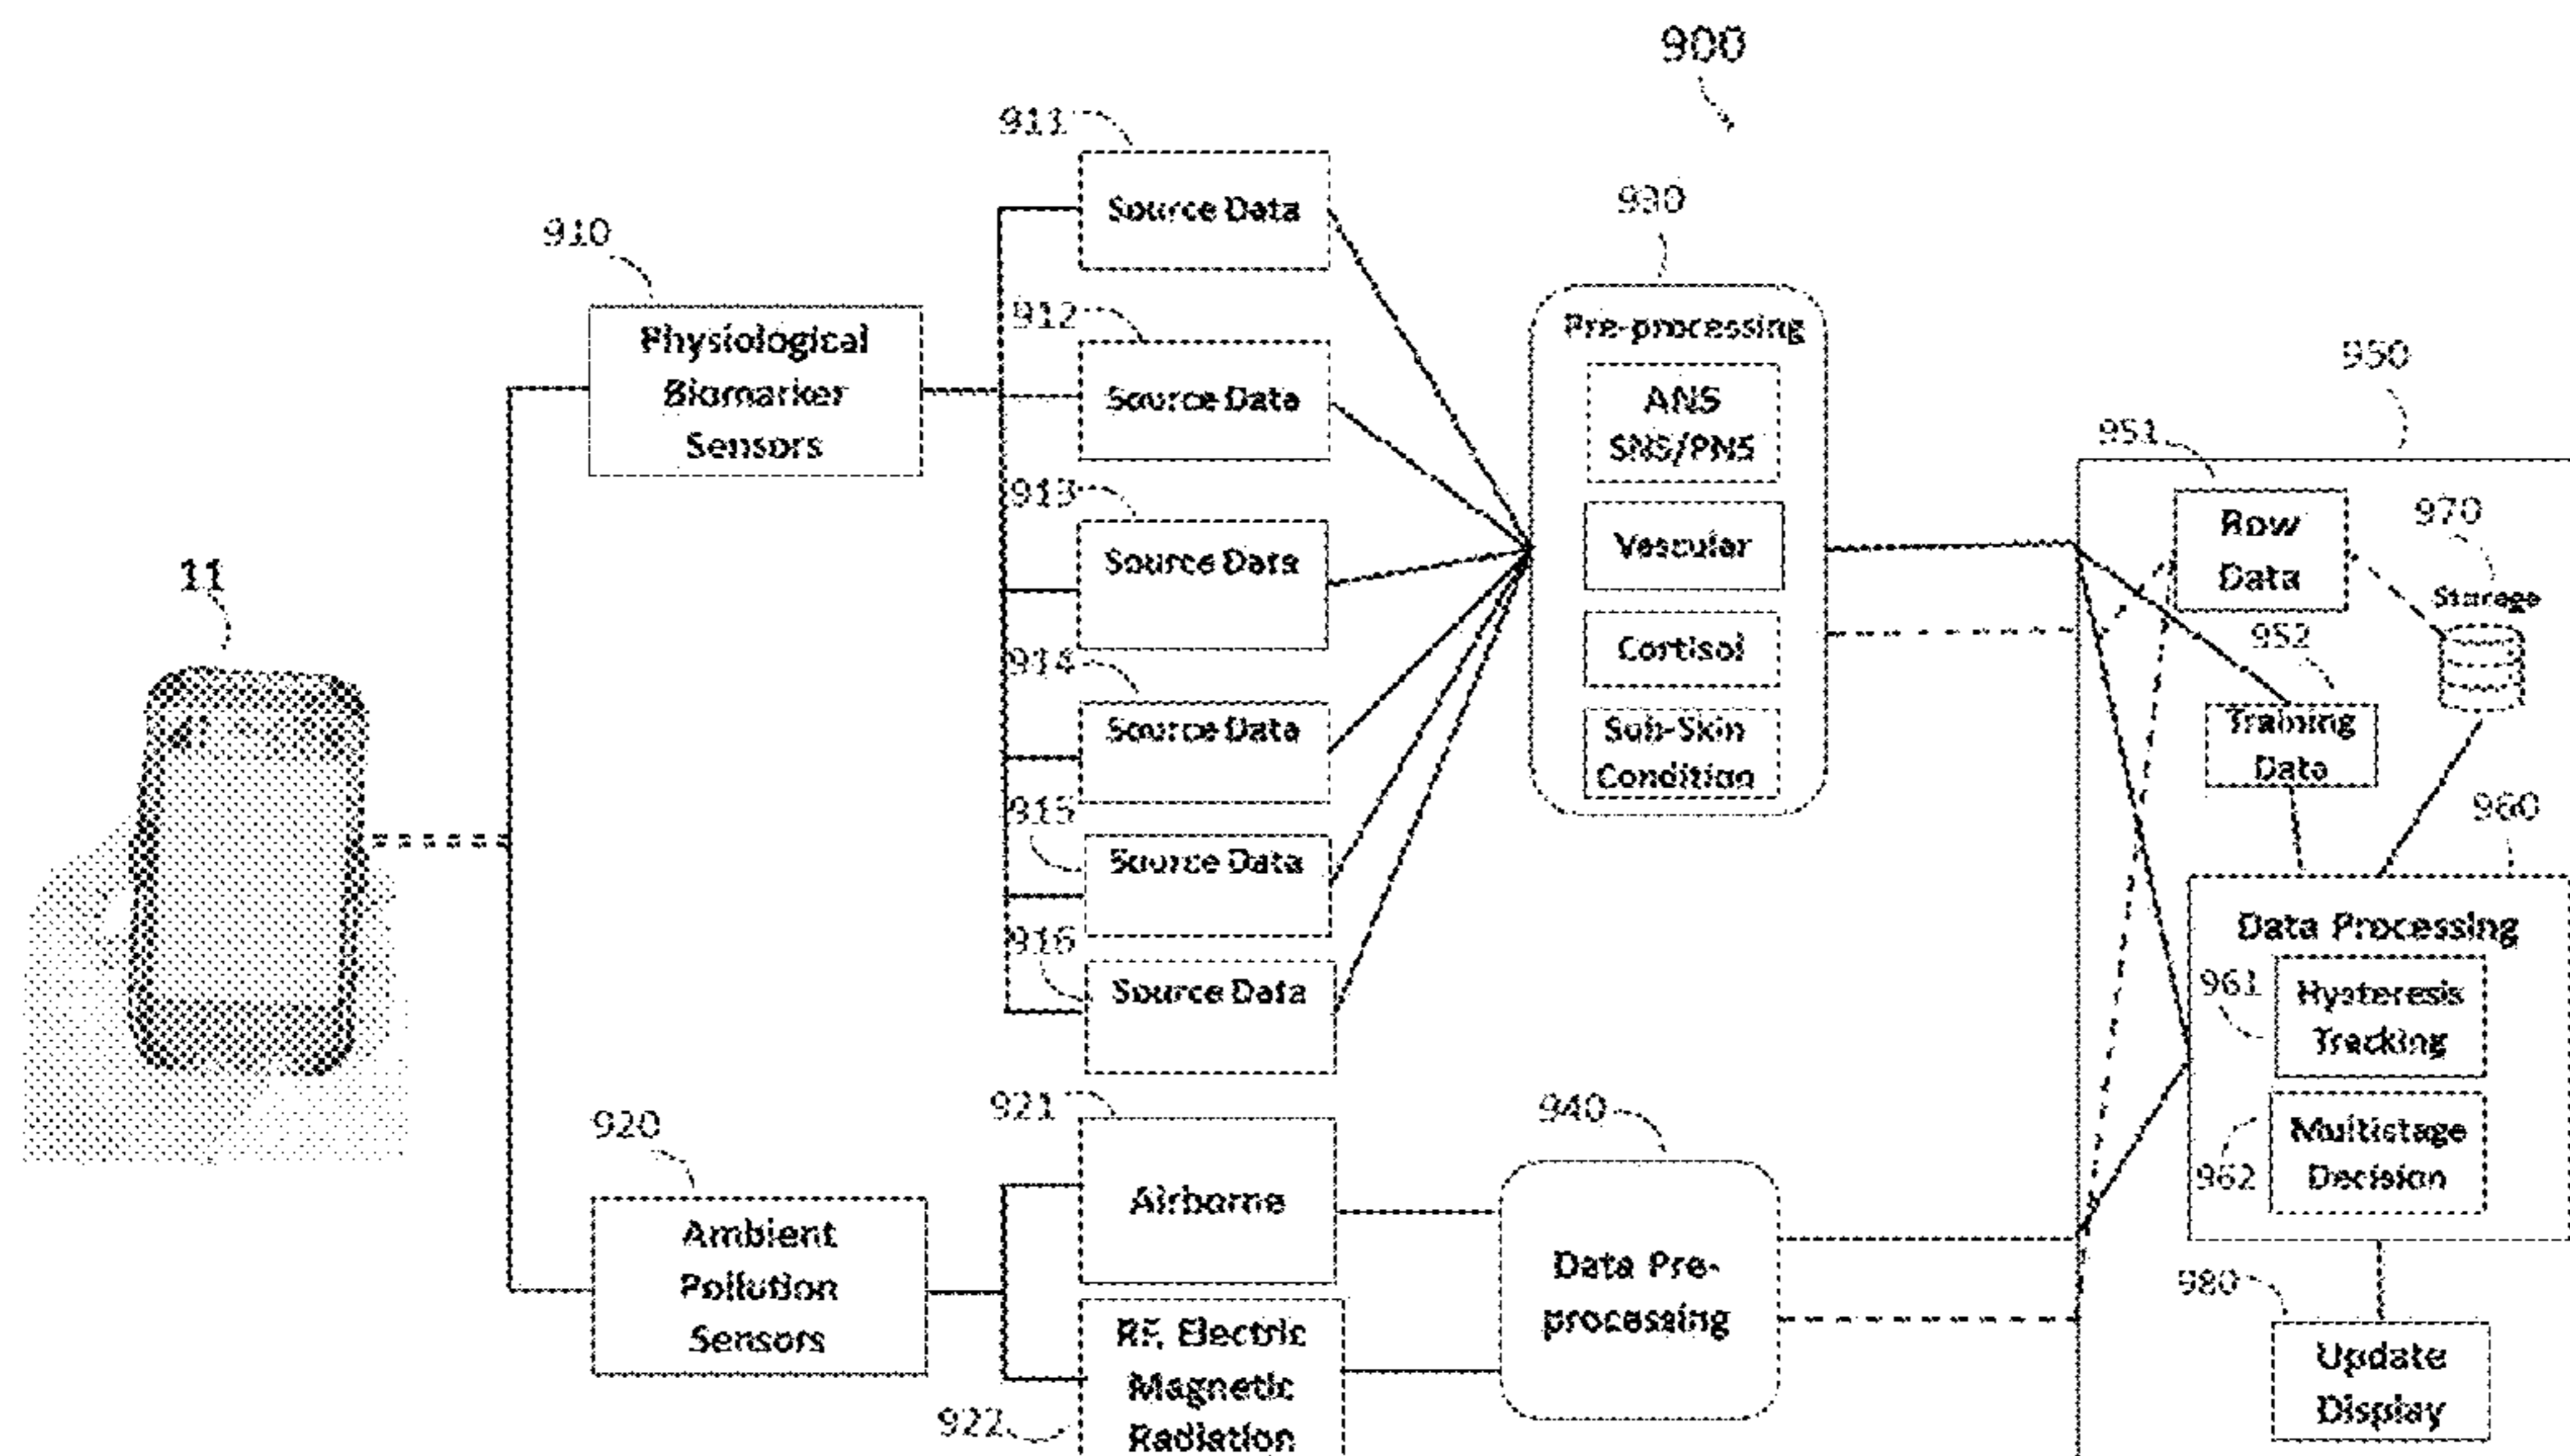 900
911
Source Data
930
910
Physiological
Biomarker
Sensors
912
Source Data
Pre-processing
ANS
SNS/PNS
950
951
Row
Data
970
Storage
913
Source Data
Vascular
11
952
Training
Data
914
Source Data
Cortisol
Sub-Skin
Condition
915
Source Data
960
Data Processing
916
Source Data
961
Hysteresis
Tracking
962
Multistage
Decision
921
Airborne
940
Data Pre-
processing
920
Ambient
Pollution
Sensors
922
RF, Electric
Magnetic
Radiation
980
Update
Display